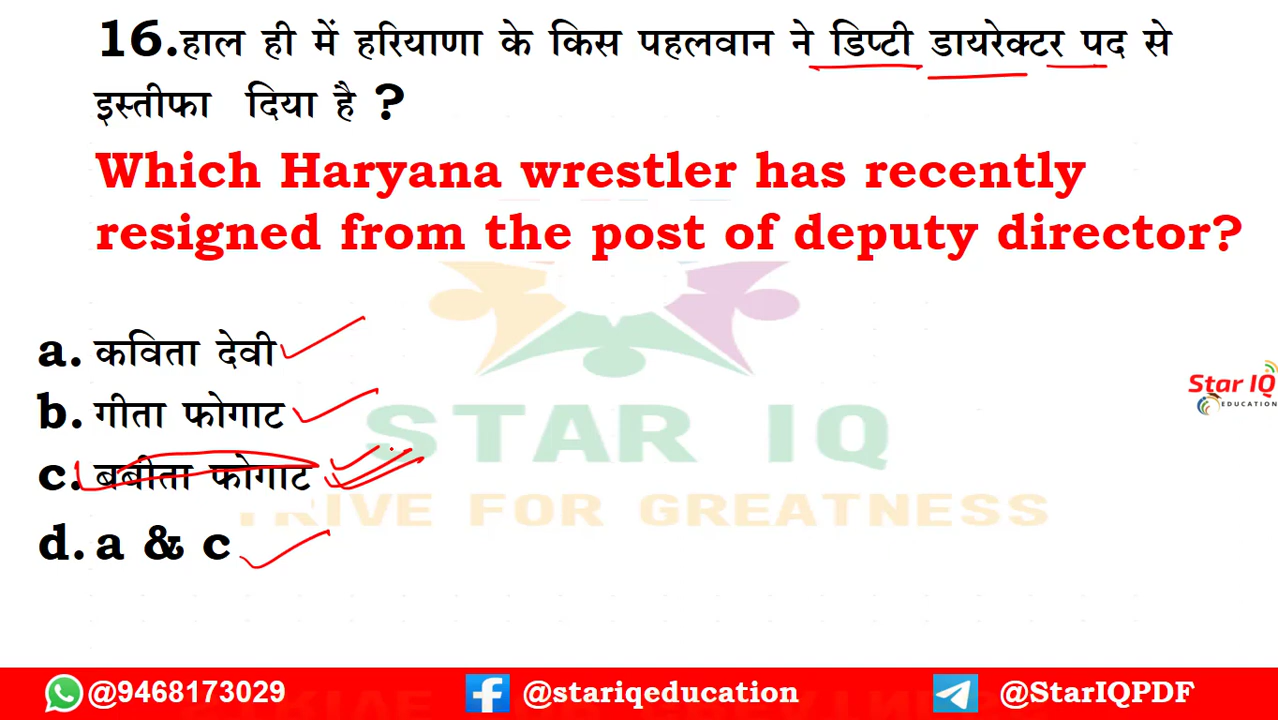 16.हाल ही में हरियाणा के किस पहलवान ने डिप्टी डायरेक्टर पद से
इस्तीफा दिया है ?
Which Haryana wrestler has recently
resigned from the post of deputy director?
a. कविता देवी
b. गीता फोगाट
c. बबीता फोगाट
d. a & c
STAR IQ
TRIVE FOR GREATNESS
Star IQ
EDUCATION
@9468173029 @stariqeducation @StarIQPDF